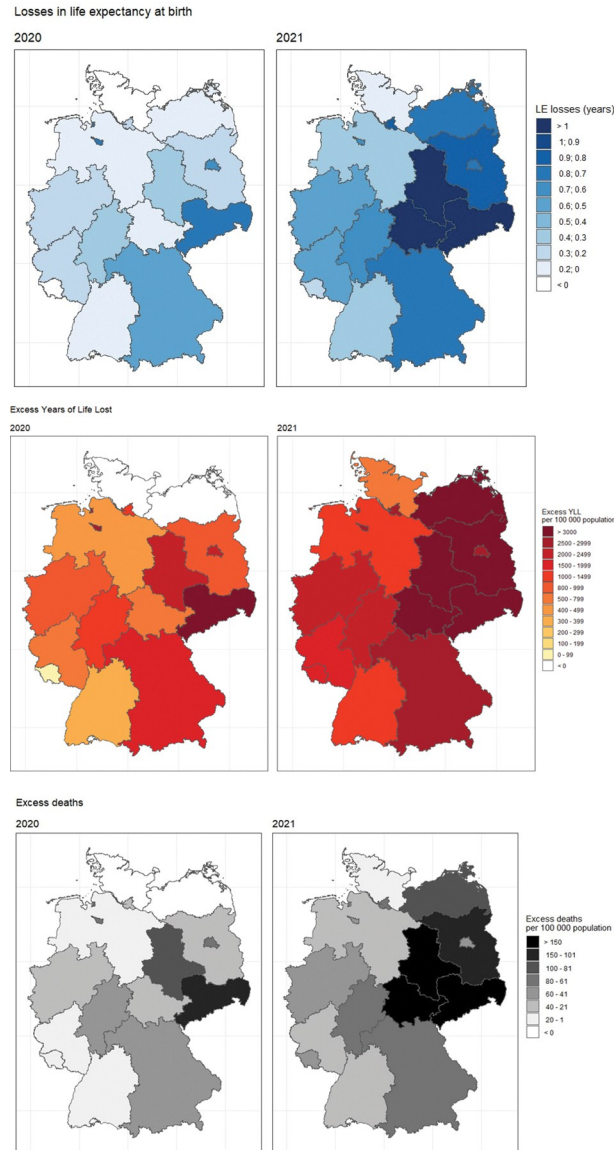 Losses in life expectancy at birth
2020
2021
LE losses (years)
> 1
1; 0.9
0.9; 0.8
0.8; 0.7
0.7; 0.6
0.6; 0.5
0.5; 0.4
0.4; 0.3
0.3; 0.2
0.2; 0
< 0
Excess Years of Life Lost
2020
2021
Excess YLL
per 100 000 population
> 3000
2500 - 2999
2000 - 2499
1500 - 1999
1000 - 1499
800 - 999
500 - 799
400 - 499
300 - 399
200 - 299
100 - 199
0 - 99
< 0
Excess deaths
2020
2021
Excess deaths
per 100 000 population
> 150
150 - 101
100 - 81
80 - 61
60 - 41
40 - 21
20 - 1
< 0